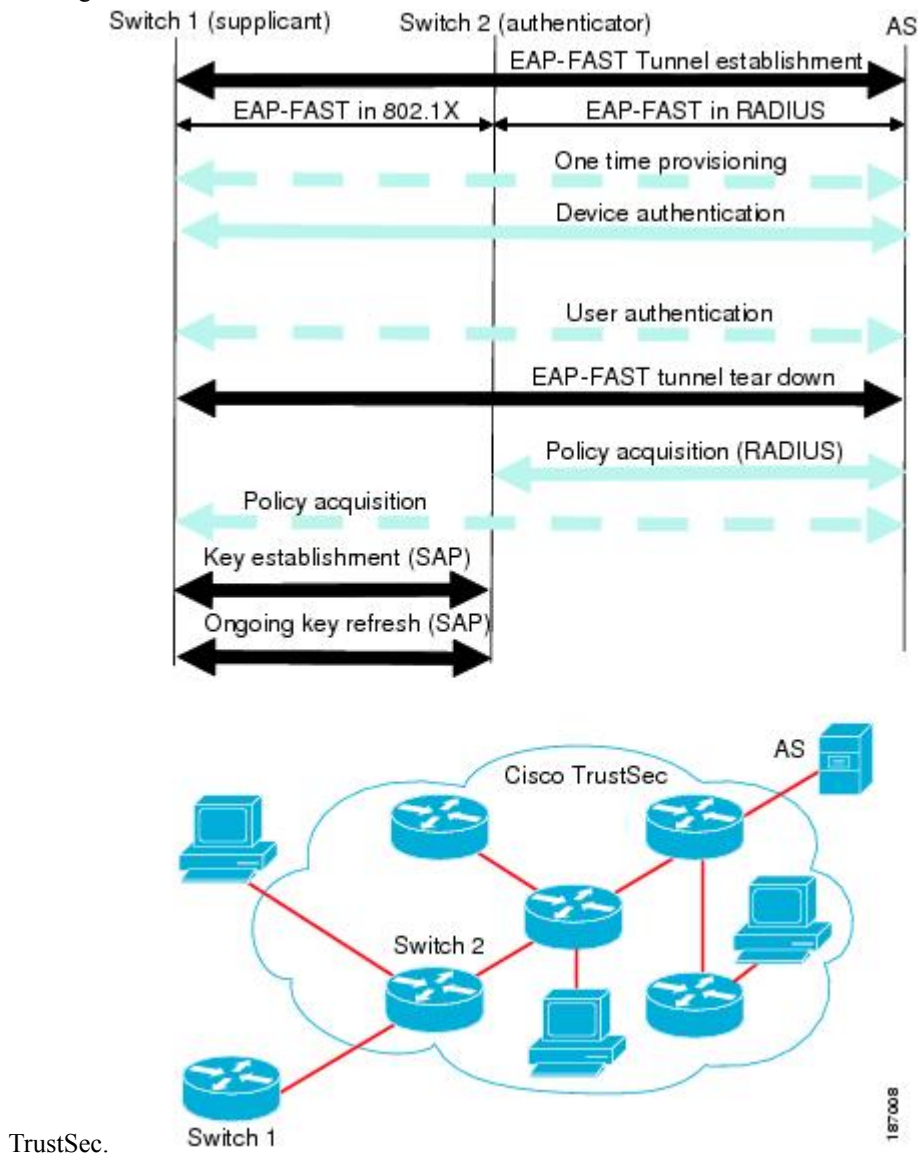 Switch 1 (supplicant) Switch 2 (authenticator) AS
EAP-FAST Tunnel establishment
EAP-FAST in 802.1X EAP-FAST in RADIUS
One time provisioning
Device authentication
User authentication
EAP-FAST tunnel tear down
Policy acquisition (RADIUS)
Policy acquisition
Key establishment (SAP)
Ongoing key refresh (SAP)
AS
Cisco TrustSec
Switch 2
187008
TrustSec. Switch 1